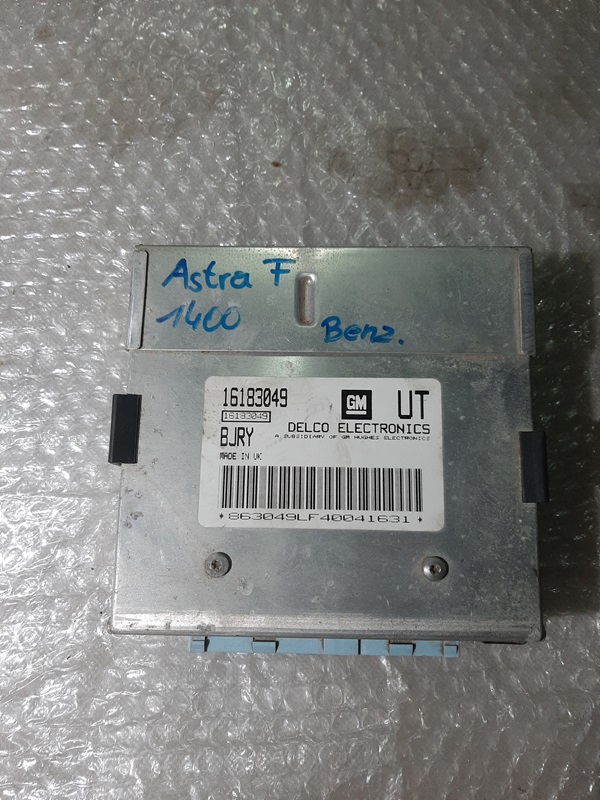 Astra F
1400 Benz.
16183049 GM UT
16183049
DELCO ELECTRONICS
A SUBSIDIARY OF GM HUGHES ELECTRONICS
BJRY
MADE IN UK
*863049LF40041631*